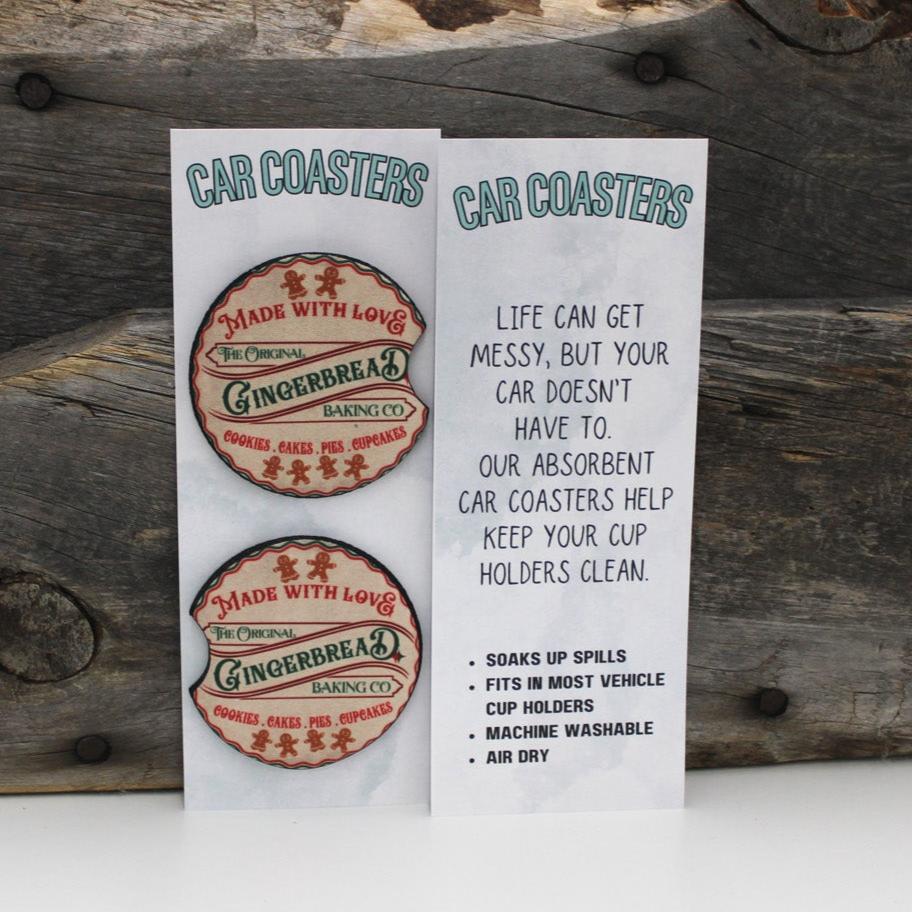 CAR COASTERS
MADE WITH LOVE
THE ORIGINAL
GINGERBREAD
BAKING CO
COOKIES . CAKES . PIES . CUPCAKES
MADE WITH LOVE
THE ORIGINAL
GINGERBREAD
BAKING CO
COOKIES . CAKES . PIES . CUPCAKES
CAR COASTERS
LIFE CAN GET
MESSY, BUT YOUR
CAR DOESN'T
HAVE TO.
OUR ABSORBENT
CAR COASTERS HELP
KEEP YOUR CUP
HOLDERS CLEAN.
• SOAKS UP SPILLS
• FITS IN MOST VEHICLE
CUP HOLDERS
• MACHINE WASHABLE
• AIR DRY